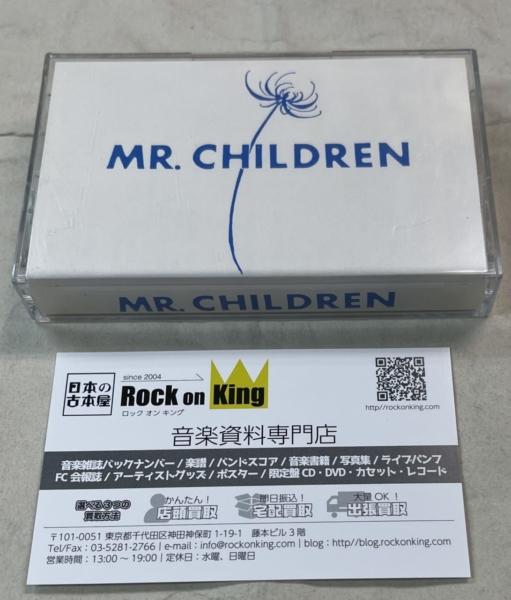 MR. CHILDREN
MR. CHILDREN
日本の
古本屋
since 2004
Rock on King
ロック オン キング
http//rockonking.com
音楽資料専門店
音楽雑誌バックナンバー / 楽譜 / バンドスコア / 音楽書籍 / 写真集 / ライブパンフ
FC 会報誌 / アーティストグッズ / ポスター / 限定盤 CD・DVD・カセット・レコード
選べる3つの
買取方法
かんたん!
店頭買取
即日振込!
宅配買取
大量 OK!
出張買取
〒101-0051 東京都千代田区神田神保町 1-19-1 藤本ビル 3 階
Tel/Fax : 03-5281-2766 | e-mail : info@rockonking.com | blog : http//blog.rockonking.com
営業時間 : 13:00 ~ 19:00 | 定休日 : 水曜、日曜日